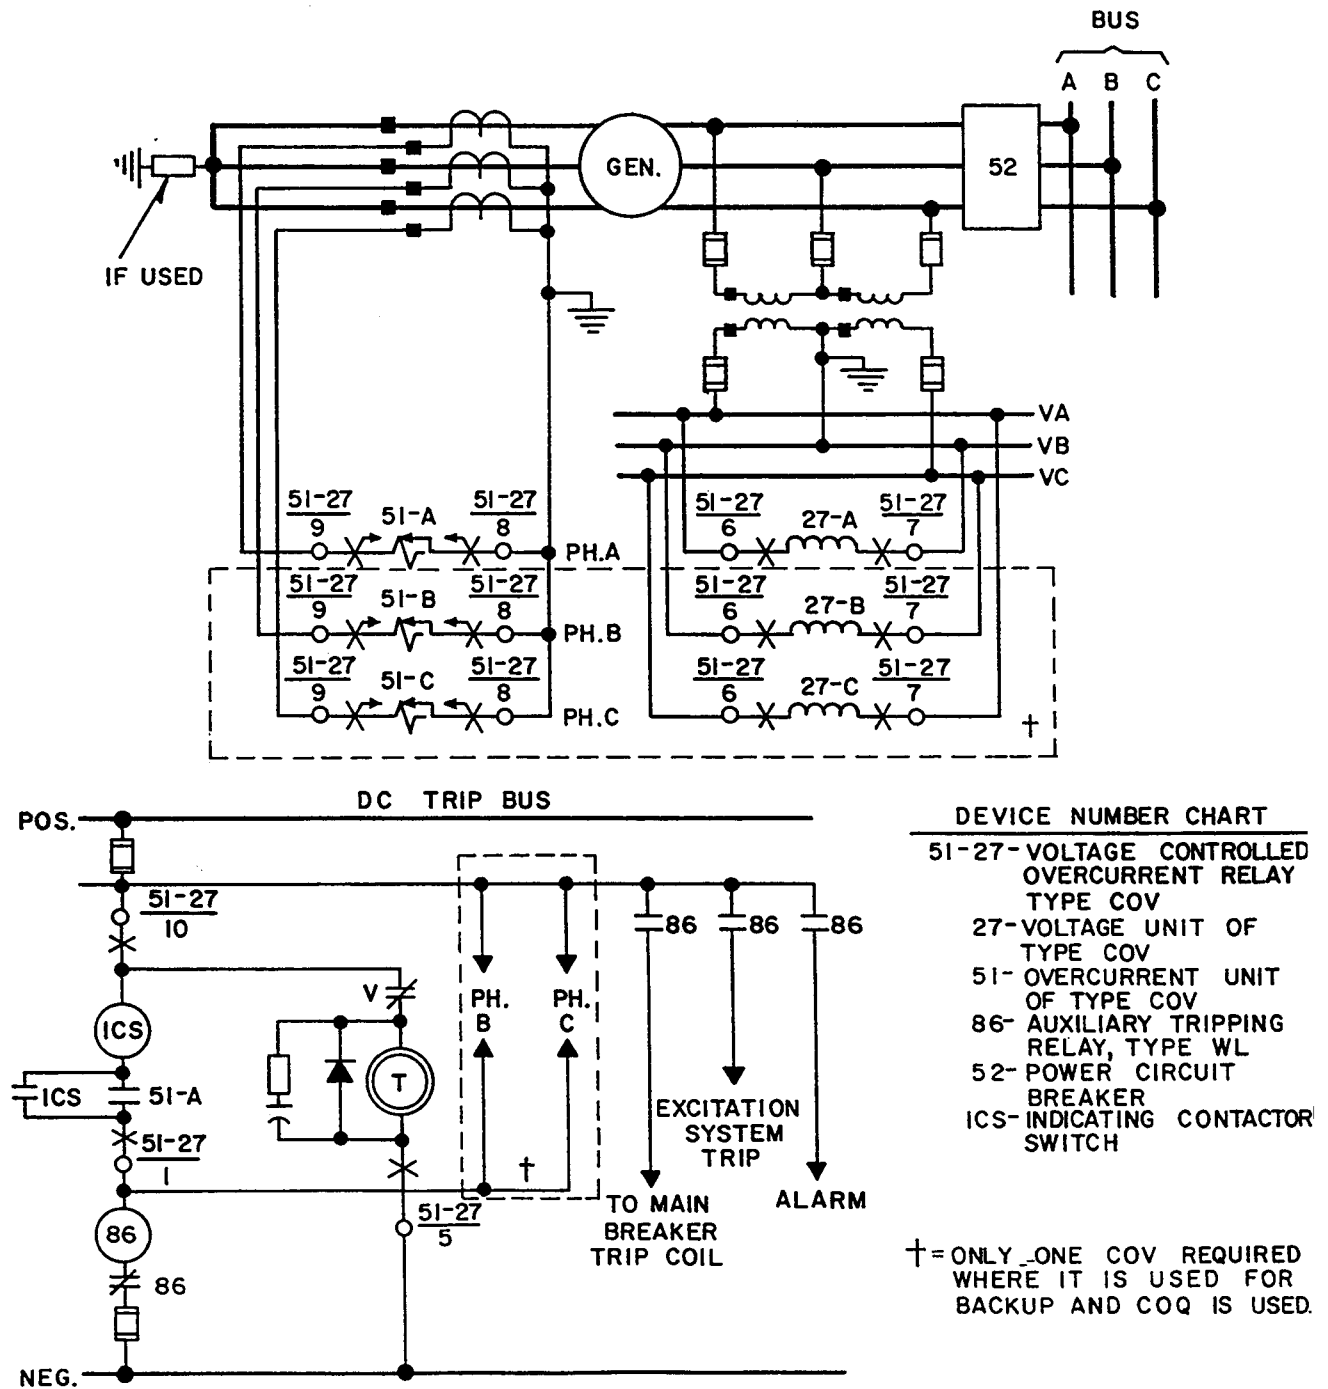 BUS
A B C
GEN.
52
IF USED
VA
VB
VC
51-27 51-A 51-27
9 8
PH.A
51-27 27-A 51-27
6 7
51-27 51-B 51-27
9 8
PH.B
51-27 27-B 51-27
6 7
51-27 51-C 51-27
9 8
PH.C
51-27 27-C 51-27
6 7
†
DC TRIP BUS
POS.
51-27
10
86 86 86
V
ICS
PH. PH.
B C
T
ICS 51-A
51-27
1
†
EXCITATION
SYSTEM
TRIP
ALARM
TO MAIN
BREAKER
TRIP COIL
51-27
5
86
86
NEG.
DEVICE NUMBER CHART
51-27- VOLTAGE CONTROLLED
OVERCURRENT RELAY
TYPE COV
27- VOLTAGE UNIT OF
TYPE COV
51- OVERCURRENT UNIT
OF TYPE COV
86- AUXILIARY TRIPPING
RELAY, TYPE WL
52- POWER CIRCUIT
BREAKER
ICS- INDICATING CONTACTOR
SWITCH
† = ONLY ONE COV REQUIRED
WHERE IT IS USED FOR
BACKUP AND COQ IS USED.